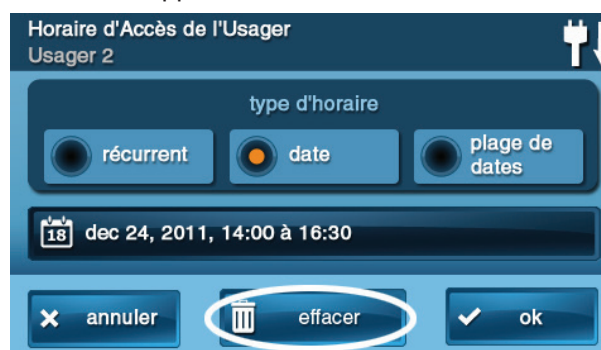 Horaire d'Accès de l'Usager
Usager 2
type d'horaire
récurrent
date
plage de
dates
18
dec 24, 2011, 14:00 à 16:30
annuler
effacer
ok